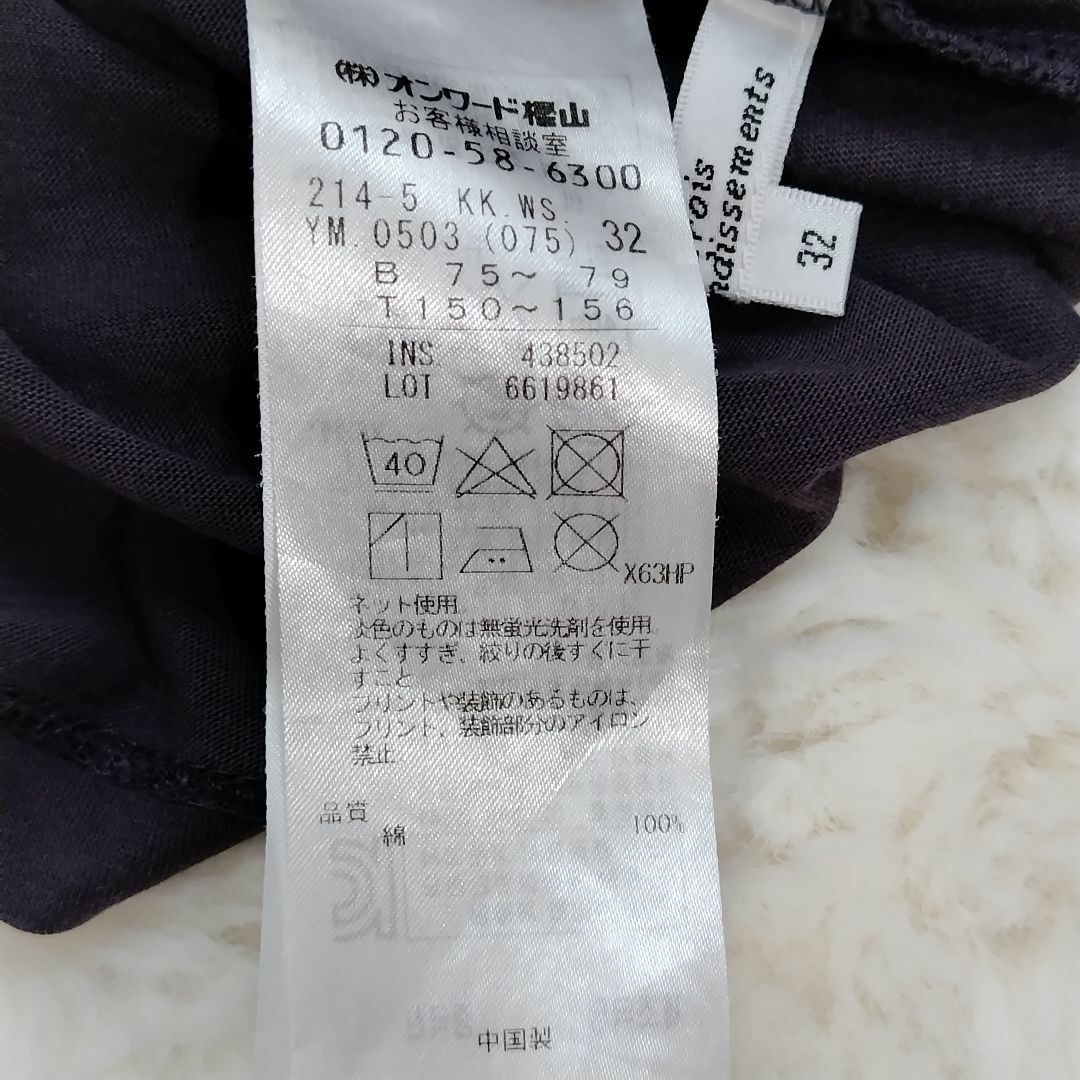 (株)オンワード樫山
お客様相談室
0120-58-6300
214-5 KK.WS.
YM.0503 (075) 32
B 75～ 79
T 150～156
INS. 438502
LOT 6619861
40
X63HP
ネット使用。
淡色のものは無蛍光洗剤を使用。
よくすすぎ、絞りの後すぐに干
すこと。
プリントや装飾のあるものは、
プリント、装飾部分のアイロン
禁止
品質
綿 100%
中国製
32